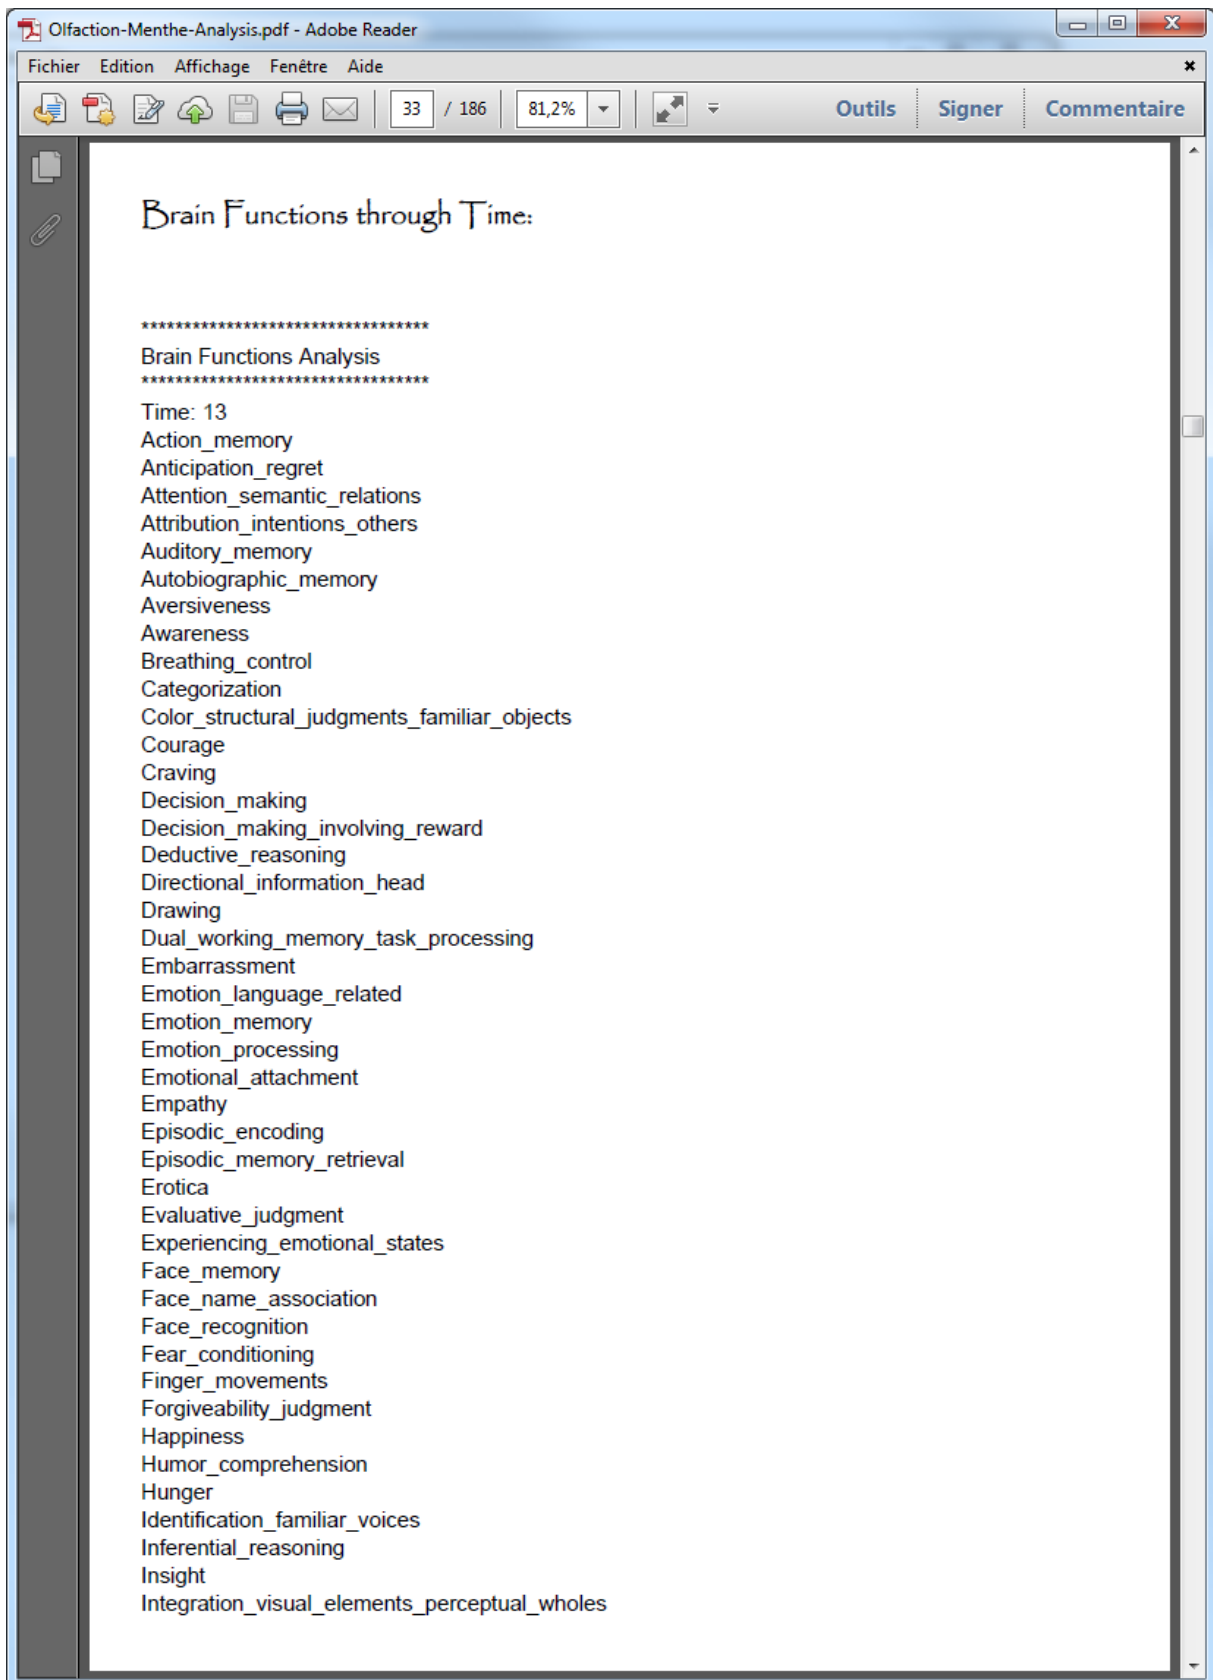 Olfaction-Menthe-Analysis.pdf - Adobe Reader
Fichier Edition Affichage Fenêtre Aide
33 / 186 81,2% Outils Signer Commentaire
Brain Functions through Time:
**********************************
Brain Functions Analysis
**********************************
Time: 13
Action_memory
Anticipation_regret
Attention_semantic_relations
Attribution_intentions_others
Auditory_memory
Autobiographic_memory
Aversiveness
Awareness
Breathing_control
Categorization
Color_structural_judgments_familiar_objects
Courage
Craving
Decision_making
Decision_making_involving_reward
Deductive_reasoning
Directional_information_head
Drawing
Dual_working_memory_task_processing
Embarrassment
Emotion_language_related
Emotion_memory
Emotion_processing
Emotional_attachment
Empathy
Episodic_encoding
Episodic_memory_retrieval
Erotica
Evaluative_judgment
Experiencing_emotional_states
Face_memory
Face_name_association
Face_recognition
Fear_conditioning
Finger_movements
Forgiveability_judgment
Happiness
Humor_comprehension
Hunger
Identification_familiar_voices
Inferential_reasoning
Insight
Integration_visual_elements_perceptual_wholes